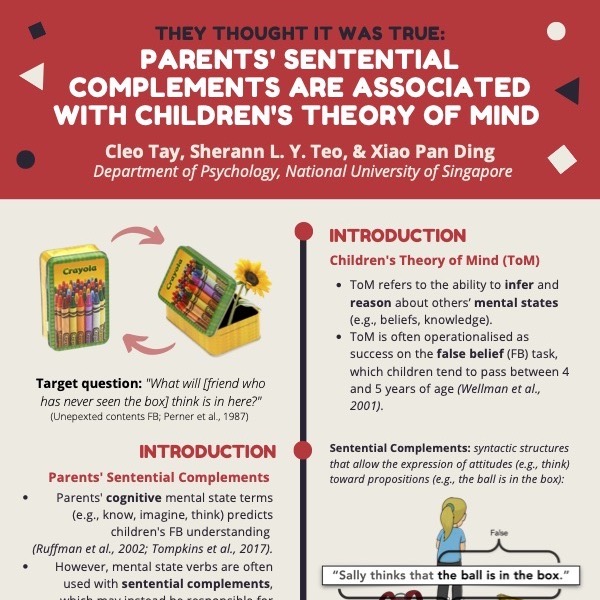 THEY THOUGHT IT WAS TRUE:
PARENTS' SENTENTIAL
COMPLEMENTS ARE ASSOCIATED
WITH CHILDREN'S THEORY OF MIND
Cleo Tay, Sherann L. Y. Teo, & Xiao Pan Ding
Department of Psychology, National University of Singapore
Crayola
Crayola
Target question: "What will [friend who
has never seen the box] think is in here?"
(Unepexted contents FB; Perner et al., 1987)
INTRODUCTION
Children's Theory of Mind (ToM)
• ToM refers to the ability to infer and
reason about others' mental states
(e.g., beliefs, knowledge).
• ToM is often operationalised as
success on the false belief (FB) task,
which children tend to pass between 4
and 5 years of age (Wellman et al.,
2001).
INTRODUCTION
Parents' Sentential Complements
• Parents' cognitive mental state terms
(e.g., know, imagine, think) predicts
children's FB understanding
(Ruffman et al., 2002; Tompkins et al., 2017).
• However, mental state verbs are often
used with sentential complements,
which may instead be responsible for
Sentential Complements: syntactic structures
that allow the expression of attitudes (e.g., think)
toward propositions (e.g., the ball is in the box):
False
"Sally thinks that the ball is in the box."